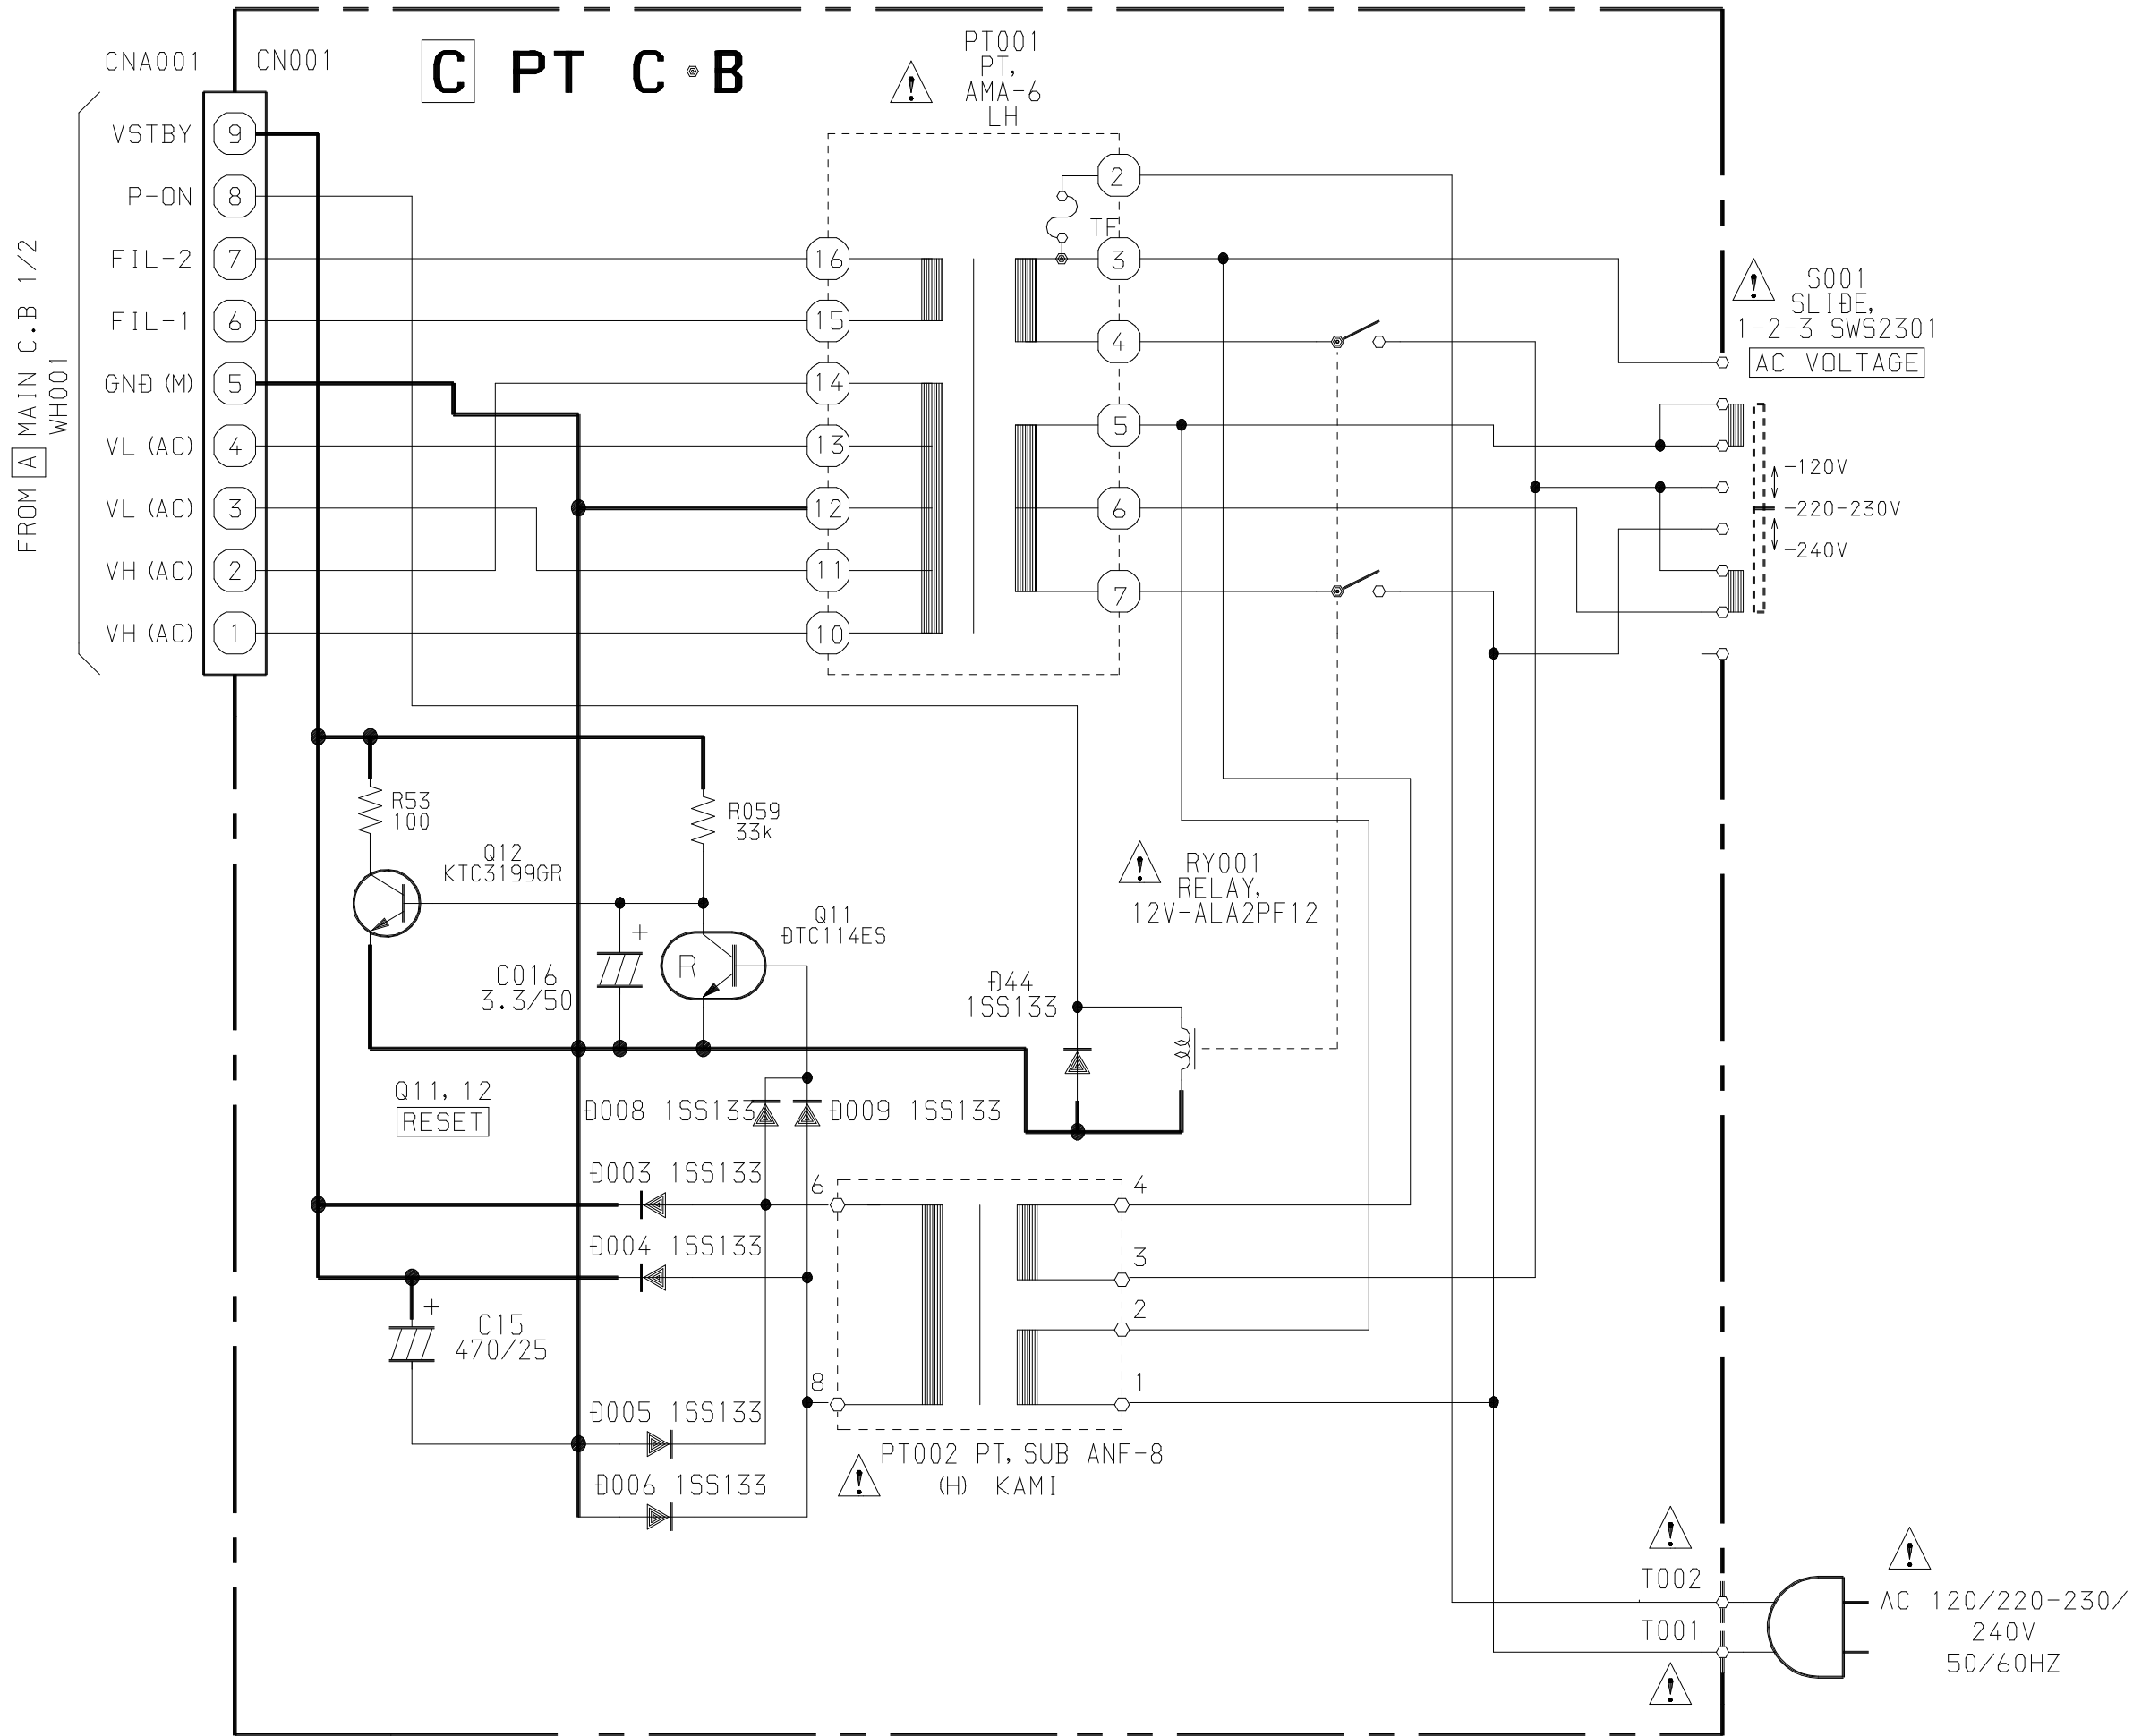 CNA001
CN001
C PT C•B
PT001
PT,
AMA-6
LH
VSTBY 9
P-ON 8
FIL-2 7
FIL-1 6
GND (M) 5
VL (AC) 4
VL (AC) 3
VH (AC) 2
VH (AC) 1
FROM A MAIN C.B 1/2
WH001
16
15
14
13
12
11
10
2
TF
3
4
5
6
7
S001
SLIDE,
1-2-3 SWS2301
AC VOLTAGE
-120V
-220-230V
-240V
R53
100
R059
33k
Q12
KTC3199GR
Q11
DTC114ES
R
C016
3.3/50
+
RY001
RELAY,
12V-ALA2PF12
D44
1SS133
Q11, 12
RESET
D008 1SS133
D009 1SS133
D003 1SS133
D004 1SS133
+
C15
470/25
D005 1SS133
D006 1SS133
6
8
4
3
2
1
PT002 PT, SUB ANF-8
(H) KAMI
T002
T001
AC 120/220-230/
240V
50/60HZ